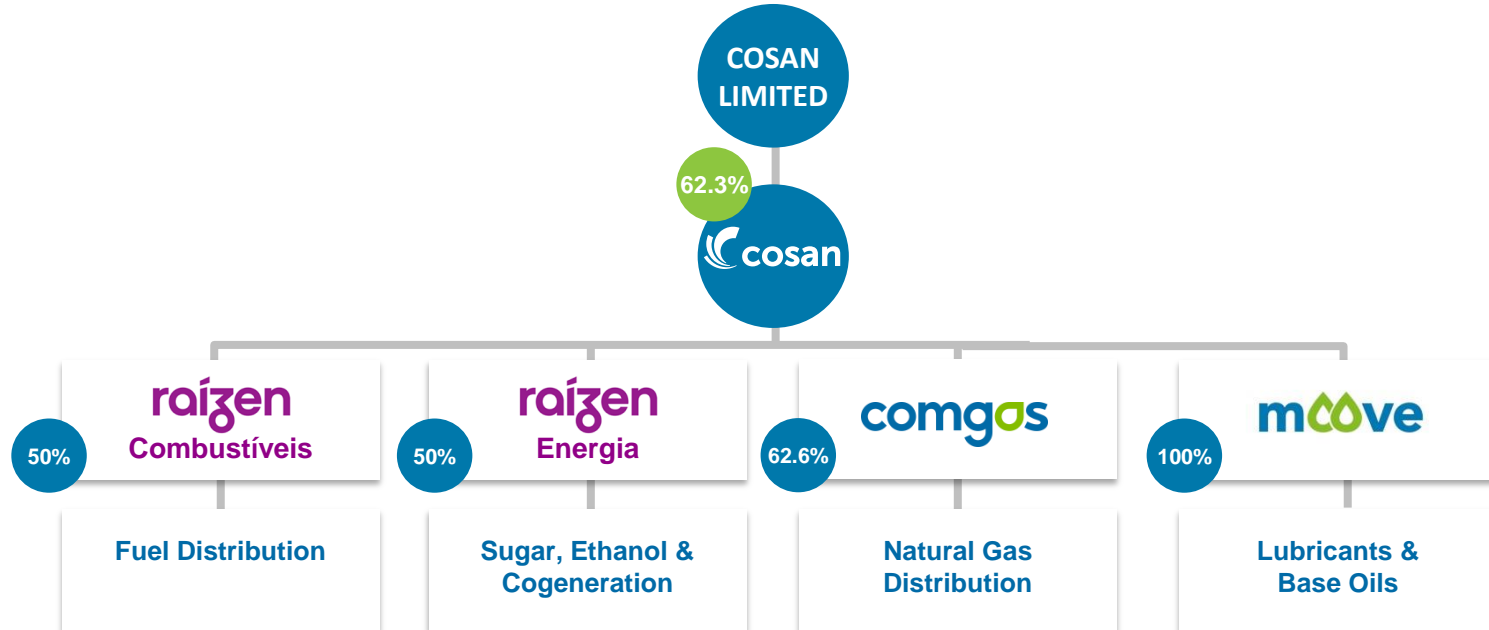 COSAN
LIMITED
62.3%
cosan
raízen
Combustíveis
50%
raízen
Energia
50%
comgas
62.6%
moove
100%
Fuel Distribution
Sugar, Ethanol &
Cogeneration
Natural Gas
Distribution
Lubricants &
Base Oils